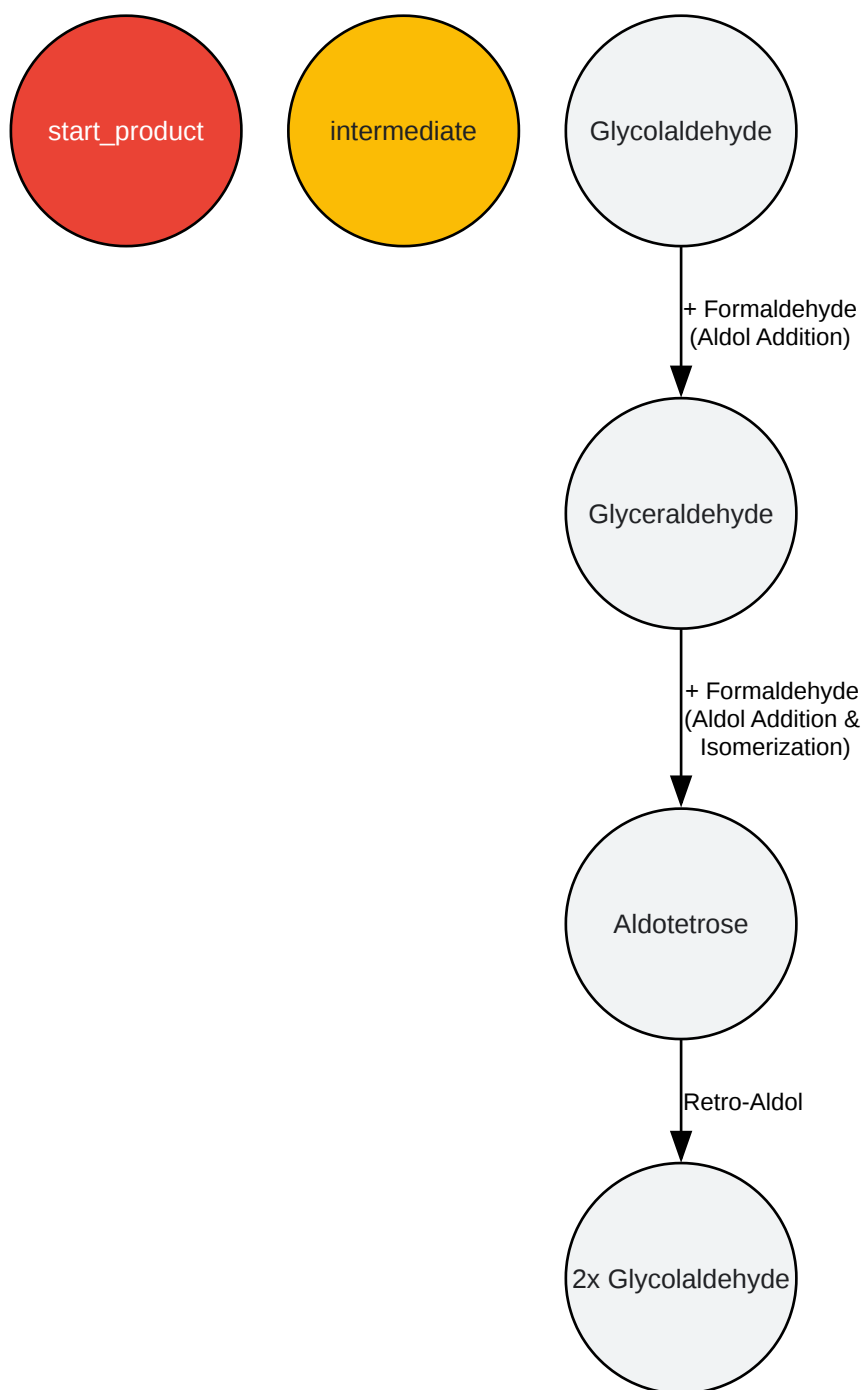 start_product
intermediate
Glycolaldehyde
+ Formaldehyde
(Aldol Addition)
Glyceraldehyde
+ Formaldehyde
(Aldol Addition &
Isomerization)
Aldotetrose
Retro-Aldol
2x Glycolaldehyde